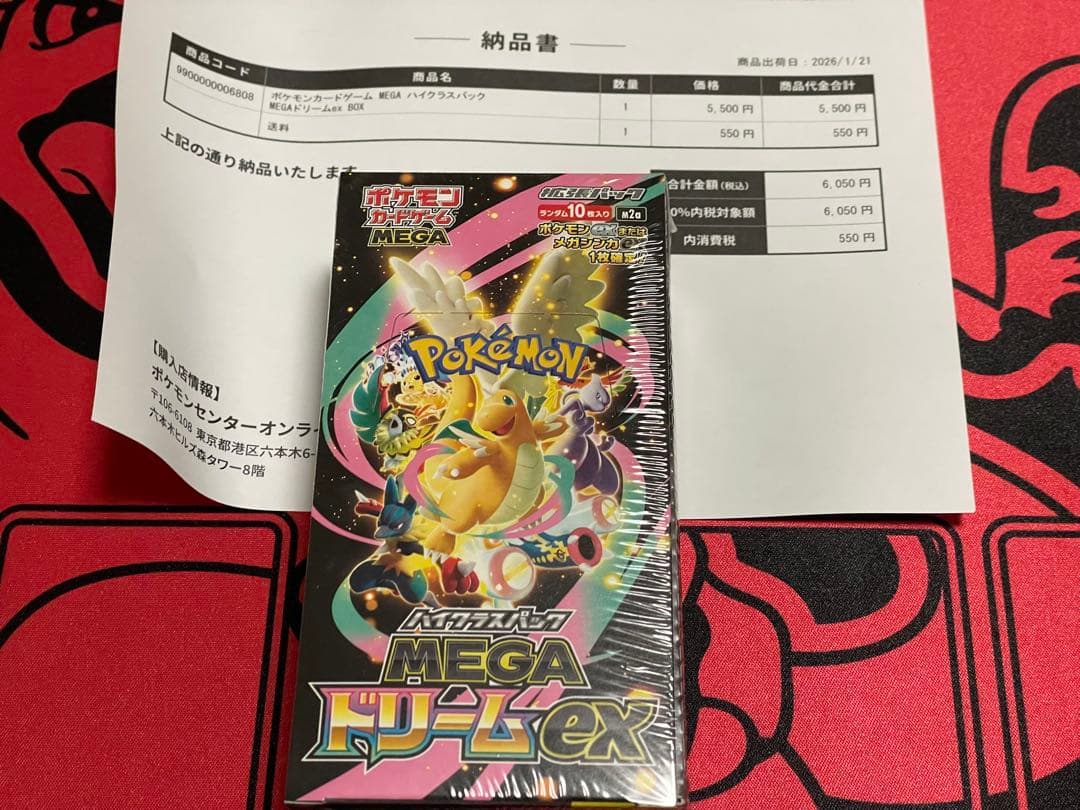 納品書
商品出荷日：2026/1/21
商品コード 商品名 数量 価格 商品代金合計
9900000006808 ポケモンカードゲーム MEGA ハイクラスパック
MEGAドリームex BOX 1 5,500 円 5,500 円
送料 1 550 円 550 円
上記の通り納品いたします
合計金額(税込) 6,050 円
0%内税対象額 6,050 円
内消費税 550 円
【購入店情報】
ポケモンセンターオンライ
〒106-6108 東京都港区六本木6-
六本木ヒルズ森タワー8階
ポケモン
カードゲーム
MEGA
拡張パック
ランダム10枚入り m2a
ポケモンexまたは
メガシンカex
1枚確定!!
POKéMON
ハイクラスパック
MEGA
ドリームex